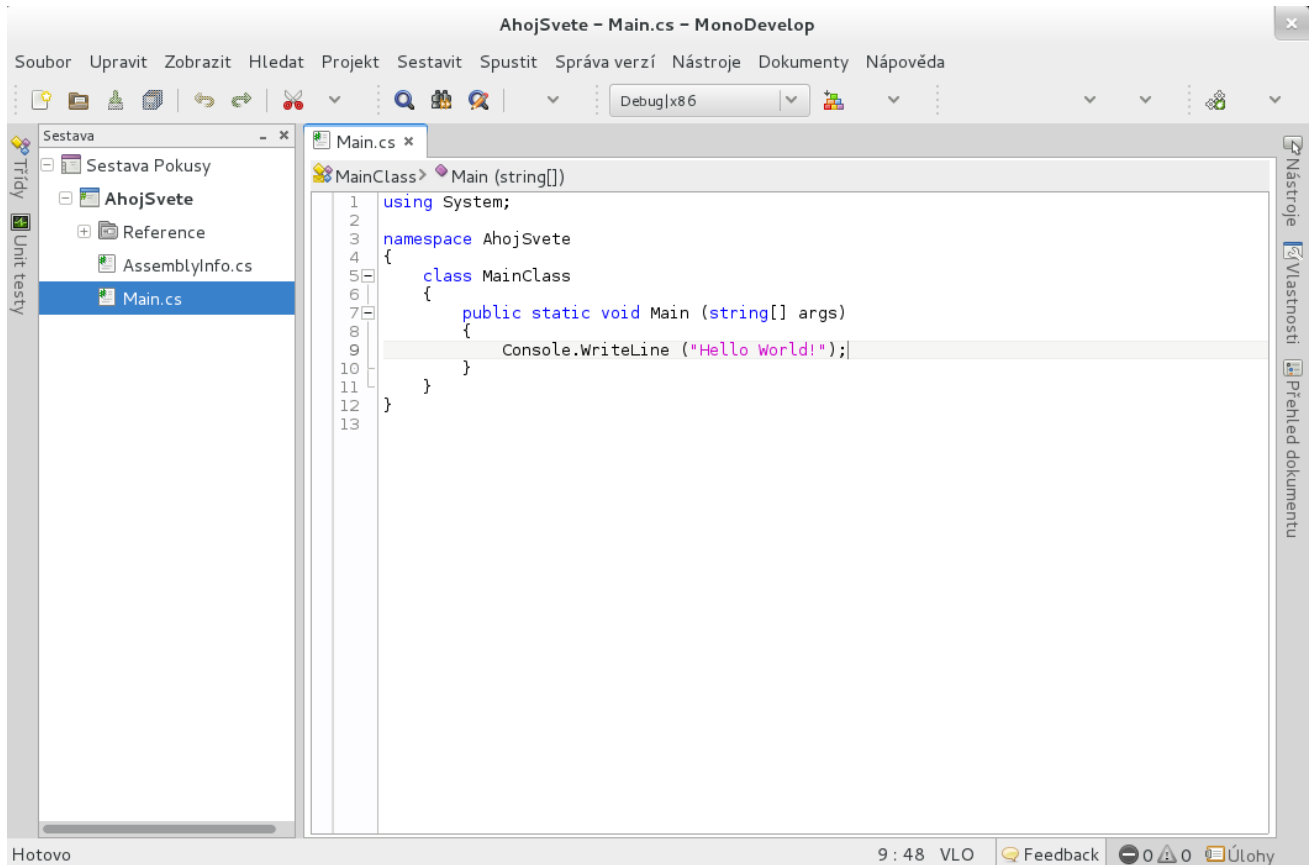 AhojSvete – Main.cs – MonoDevelop
Soubor Upravit Zobrazit Hledat Projekt Sestavit Spustit Správa verzí Nástroje Dokumenty Nápověda
Debug|x86
Třídy
Unit testy
Sestava
Sestava Pokusy
AhojSvete
Reference
AssemblyInfo.cs
Main.cs
Main.cs
MainClass Main (string[])
1 using System;
2
3 namespace AhojSvete
4 {
5 class MainClass
6 {
7 public static void Main (string[] args)
8 {
9 Console.WriteLine ("Hello World!");
10 }
11 }
12 }
13
Nástroje
Vlastnosti
Přehled dokumentu
Hotovo
9 : 48 VLO Feedback 0 0 Úlohy